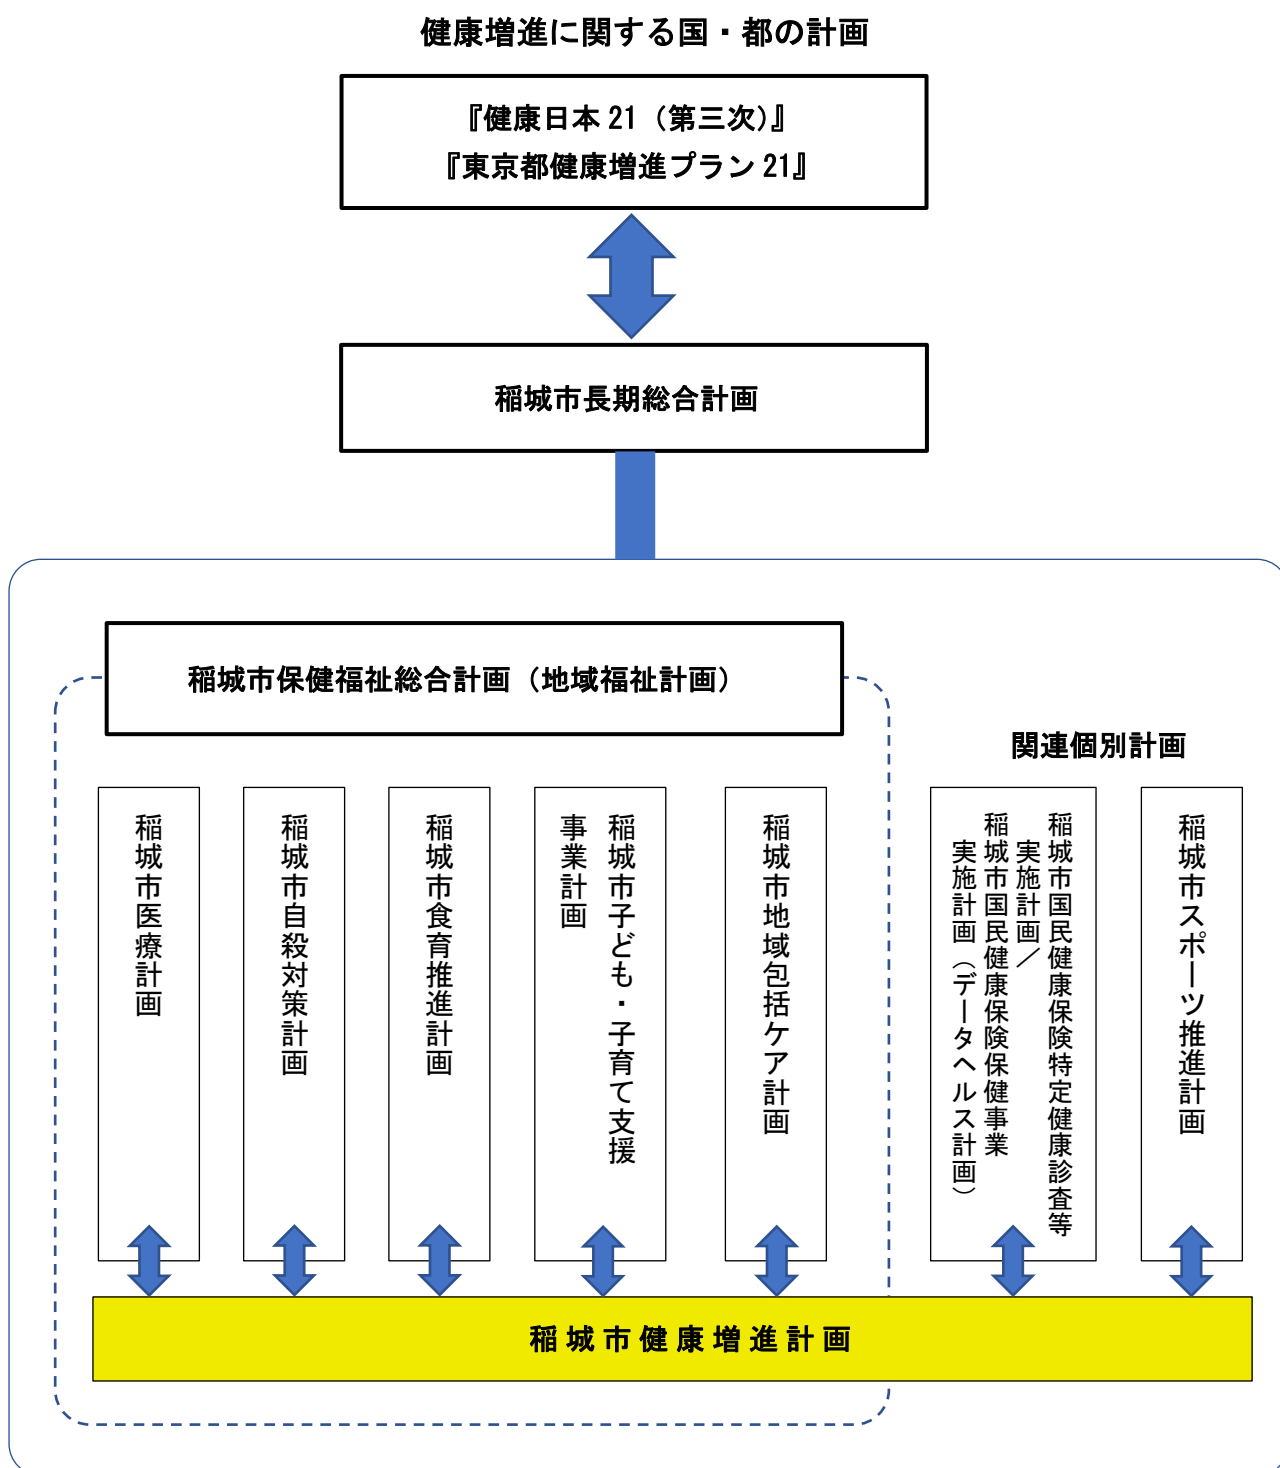 健康増進に関する国・都の計画
『健康日本 21（第三次）』
『東京都健康増進プラン 21』
稲城市長期総合計画
稲城市保健福祉総合計画（地域福祉計画）
関連個別計画
稲城市医療計画
稲城市自殺対策計画
稲城市食育推進計画
稲城市子ども・子育て支援
事業計画
稲城市地域包括ケア計画
稲城市国民健康保険特定健康診査等
実施計画／
稲城市国民健康保険保健事業
実施計画（データヘルス計画）
稲城市スポーツ推進計画
稲城市健康増進計画